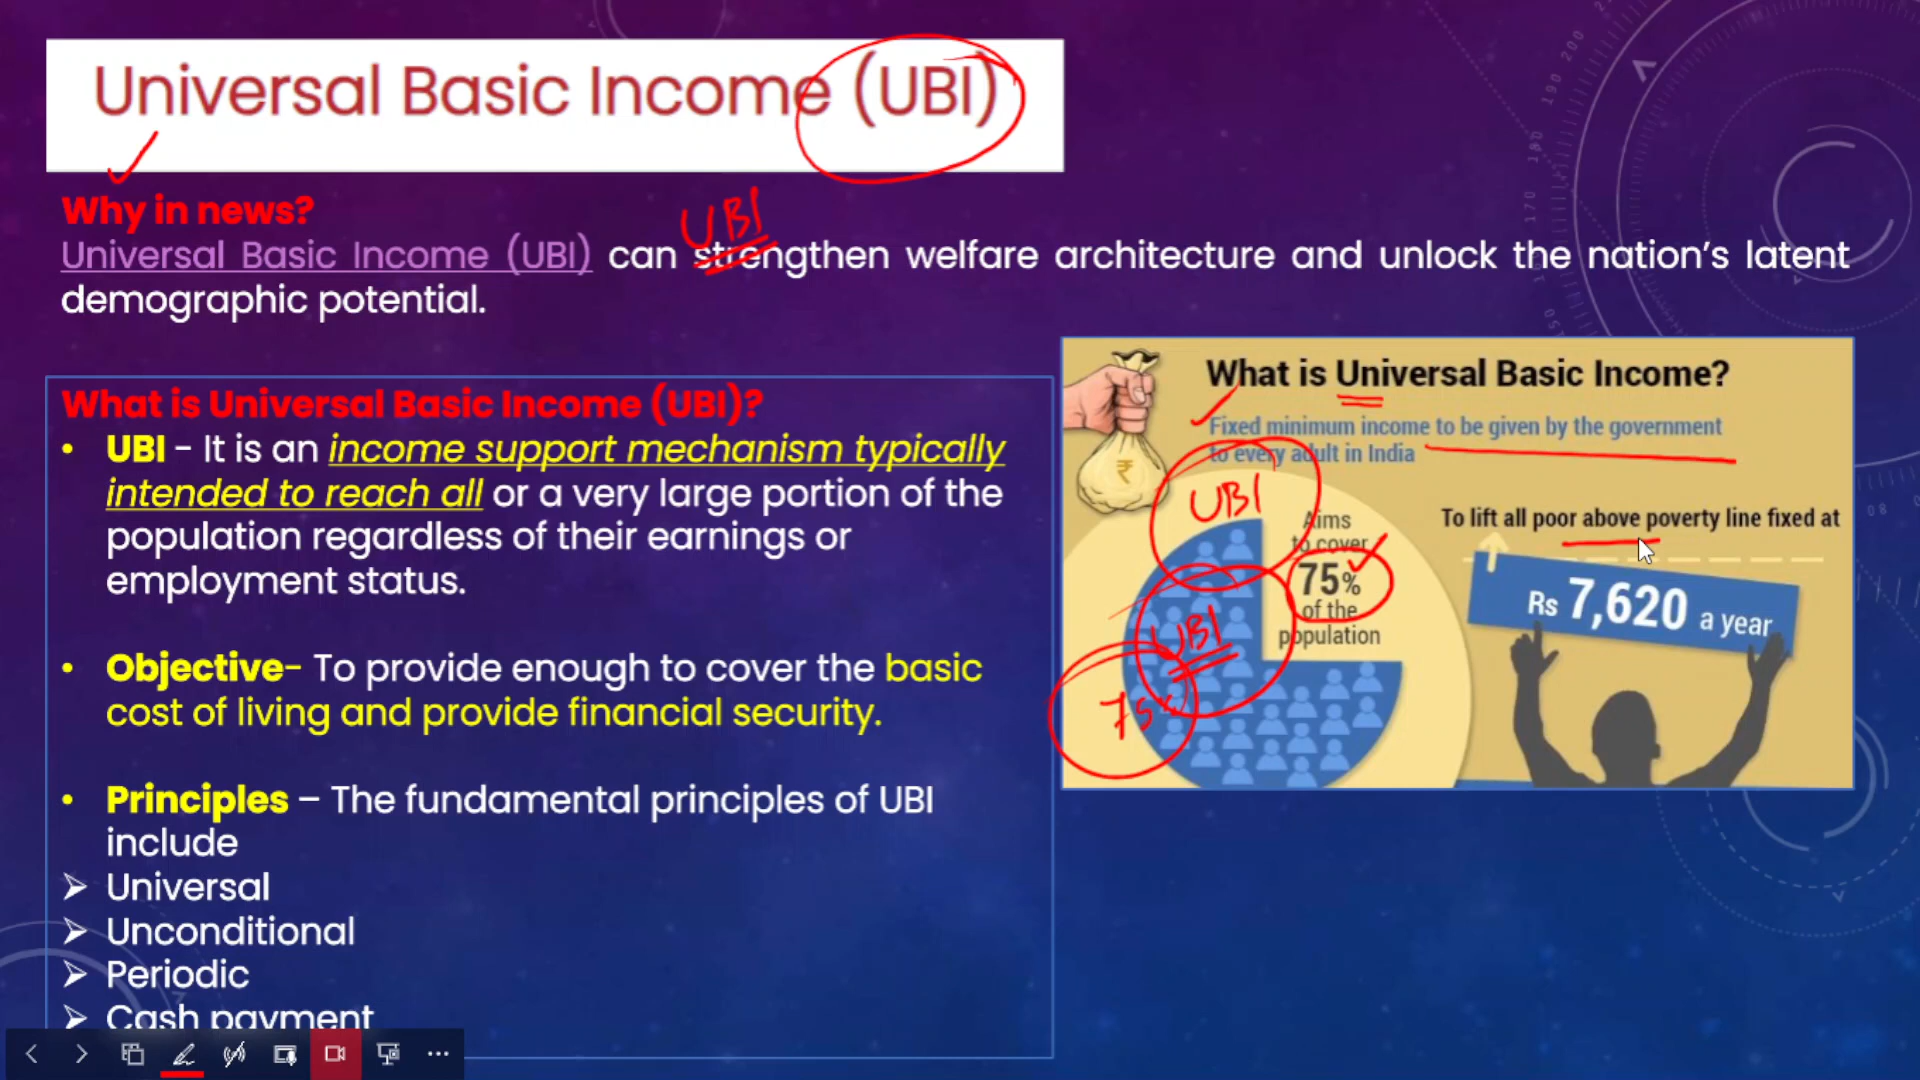 Universal Basic Income (UBI)
Why in news?
UBI
Universal Basic Income (UBI) can strengthen welfare architecture and unlock the nation's latent
demographic potential.
What is Universal Basic Income (UBI)?
• UBI - It is an income support mechanism typically
intended to reach all or a very large portion of the
population regardless of their earnings or
employment status.
• Objective- To provide enough to cover the basic
cost of living and provide financial security.
• Principles – The fundamental principles of UBI
include
➢ Universal
➢ Unconditional
➢ Periodic
➢ Cash payment
What is Universal Basic Income?
Fixed minimum income to be given by the government
to every adult in India
UBI
Aims
to cover
75%
of the
population
UBI
75%
To lift all poor above poverty line fixed at
Rs 7,620 a year